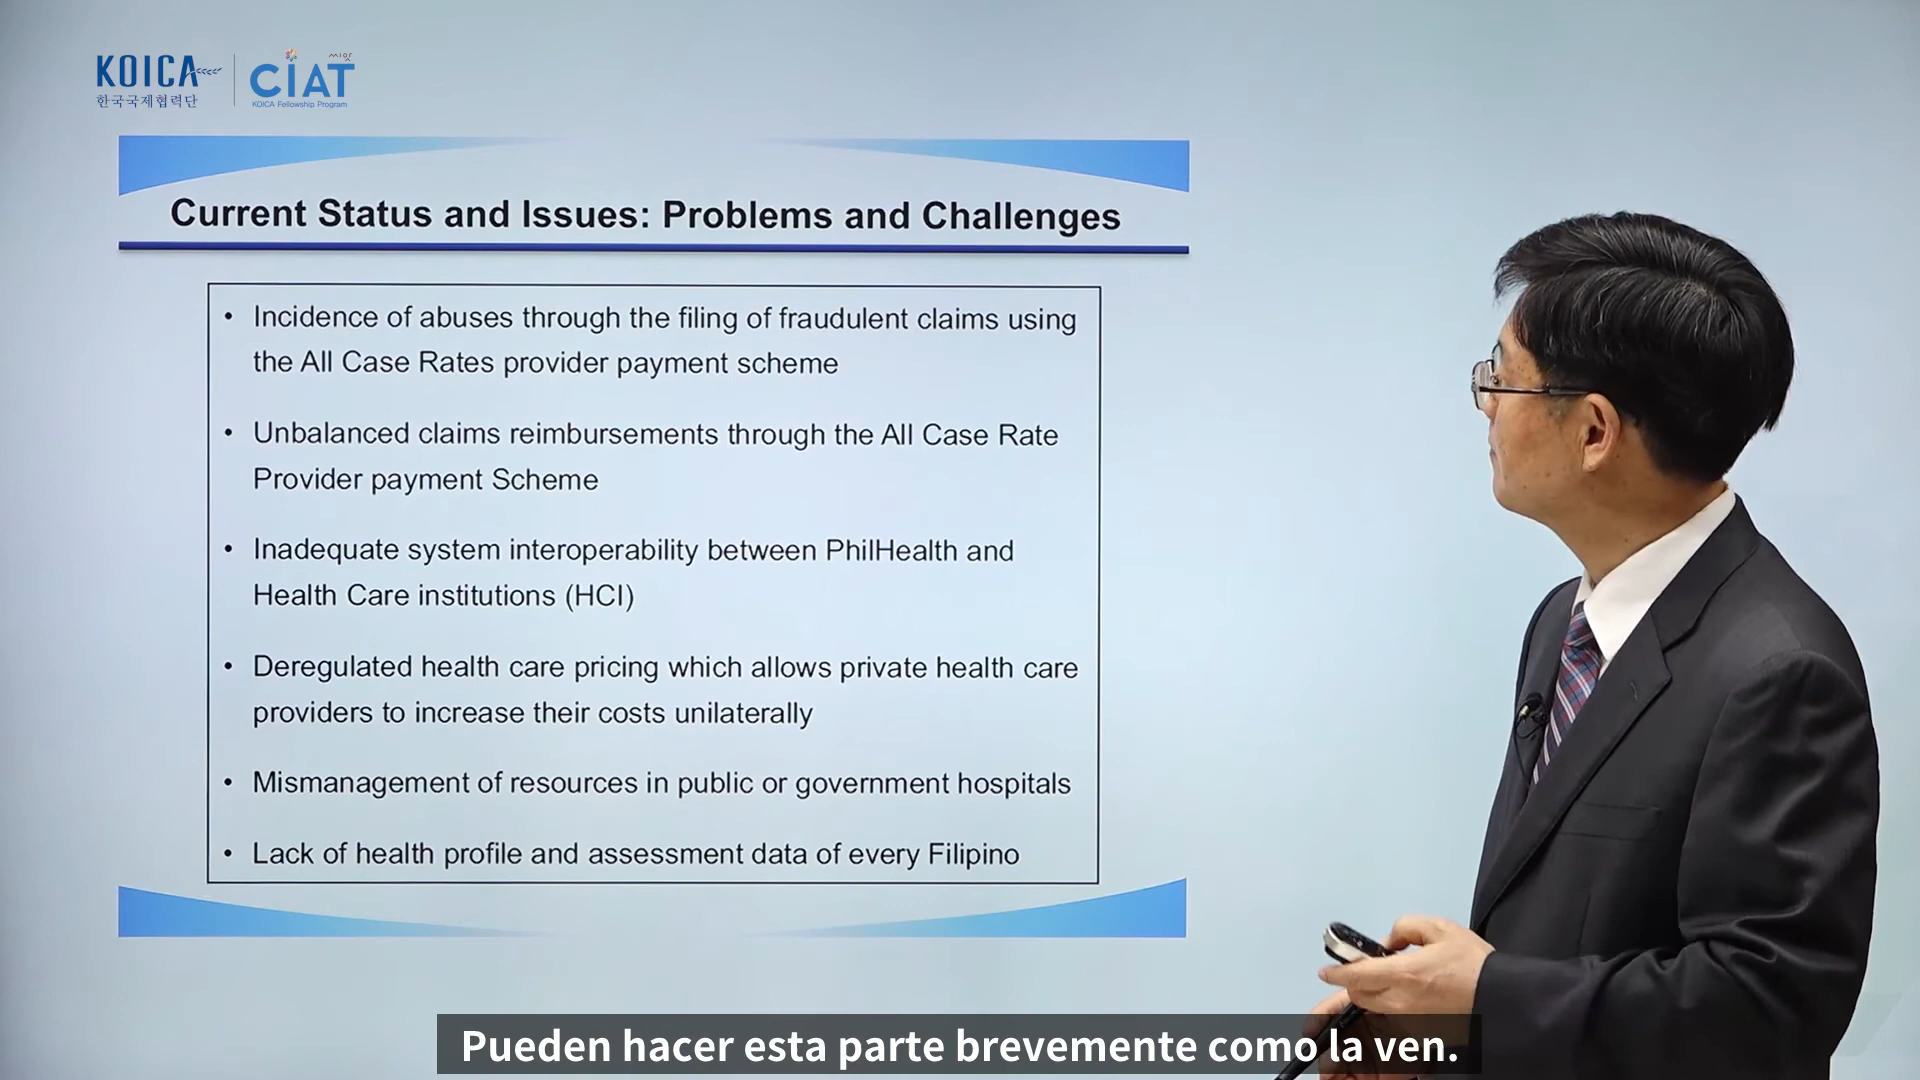 KOICA
한국국제협력단
씨앗
CIAT
KOICA Fellowship Program
Current Status and Issues: Problems and Challenges
• Incidence of abuses through the filing of fraudulent claims using
the All Case Rates provider payment scheme
• Unbalanced claims reimbursements through the All Case Rate
Provider payment Scheme
• Inadequate system interoperability between PhilHealth and
Health Care institutions (HCI)
• Deregulated health care pricing which allows private health care
providers to increase their costs unilaterally
• Mismanagement of resources in public or government hospitals
• Lack of health profile and assessment data of every Filipino
Pueden hacer esta parte brevemente como la ven.